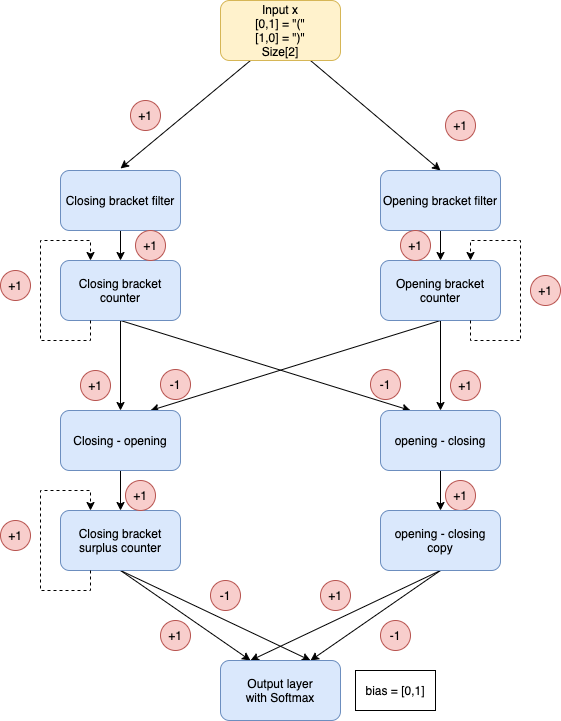 Input x
[0,1] = "("
[1,0] = ")"
Size[2]
+1
+1
Closing bracket filter
Opening bracket filter
+1
+1
+1
Closing bracket
counter
Opening bracket
counter
+1
+1
-1
-1
+1
Closing - opening
opening - closing
+1
+1
+1
Closing bracket
surplus counter
opening - closing
copy
-1
+1
+1
-1
Output layer
with Softmax
bias = [0,1]